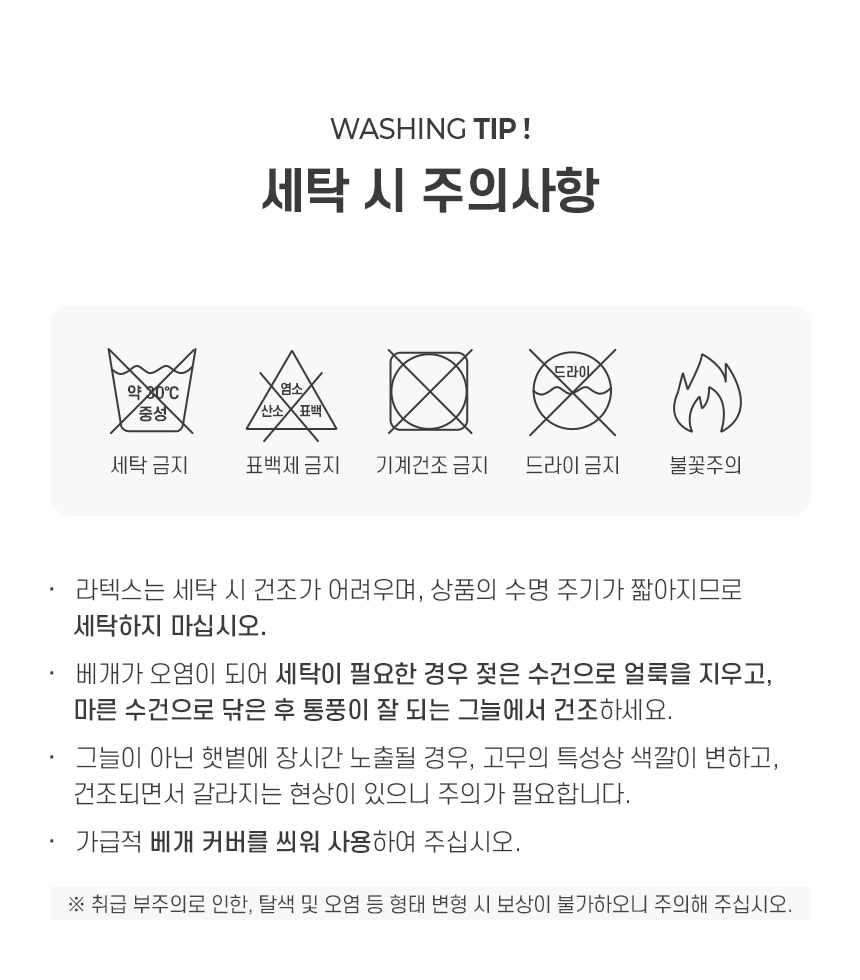 WASHING TIP !
세탁 시 주의사항
약 30℃
중성
염소
산소 표백
드라이
세탁 금지
표백제 금지
기계건조 금지
드라이 금지
불꽃주의
· 라텍스는 세탁 시 건조가 어려우며, 상품의 수명 주기가 짧아지므로
세탁하지 마십시오.
· 베개가 오염이 되어 세탁이 필요한 경우 젖은 수건으로 얼룩을 지우고,
마른 수건으로 닦은 후 통풍이 잘 되는 그늘에서 건조하세요.
· 그늘이 아닌 햇볕에 장시간 노출될 경우, 고무의 특성상 색깔이 변하고,
건조되면서 갈라지는 현상이 있으니 주의가 필요합니다.
· 가급적 베개 커버를 씌워 사용하여 주십시오.
※ 취급 부주의로 인한, 탈색 및 오염 등 형태 변형 시 보상이 불가하오니 주의해 주십시오.